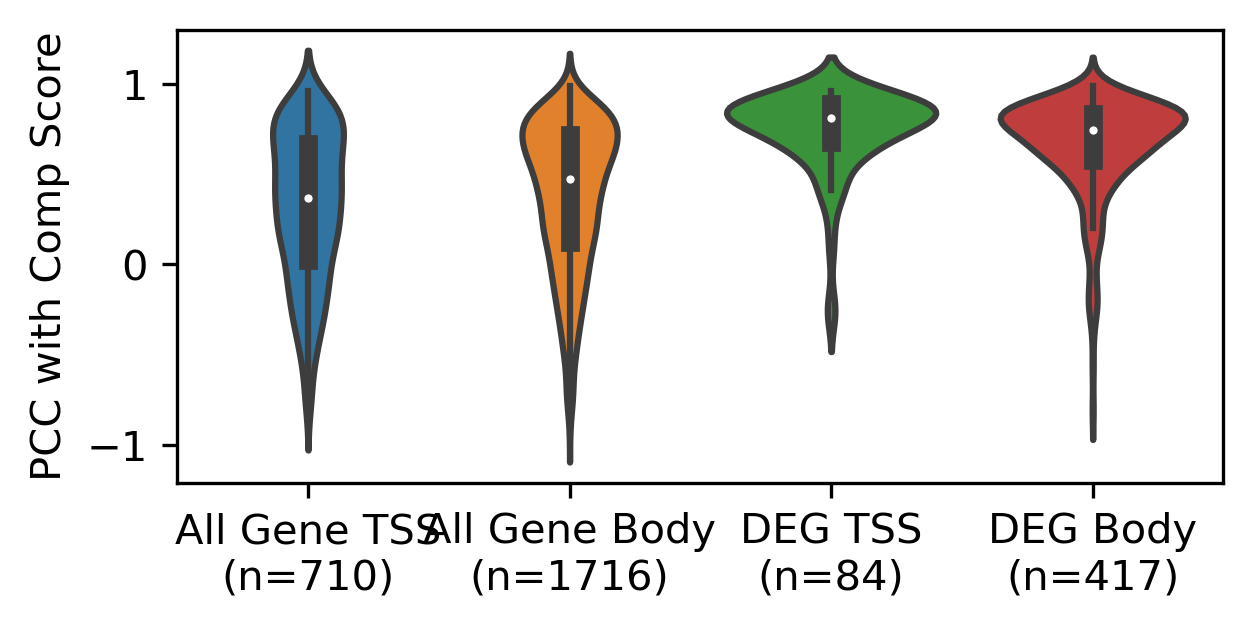 PCC with Comp Score
1
0
−1
All Gene TSS
(n=710)
All Gene Body
(n=1716)
DEG TSS
(n=84)
DEG Body
(n=417)